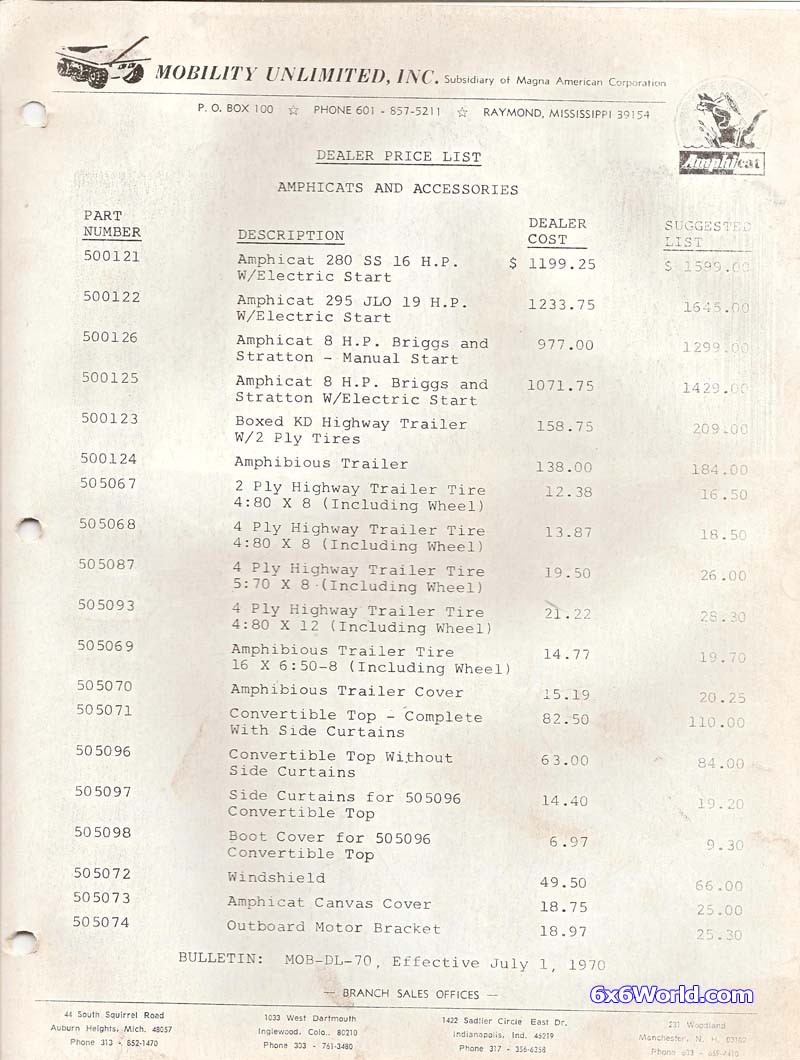 MOBILITY UNLIMITED, INC. Subsidiary of Magna American Corporation
P. O. BOX 100 ☆ PHONE 601 - 857-5211 ☆ RAYMOND, MISSISSIPPI 39154
Amphicat
DEALER PRICE LIST
AMPHICATS AND ACCESSORIES
PART NUMBER DESCRIPTION DEALER COST SUGGESTED LIST
500121 Amphicat 280 SS 16 H.P. $ 1199.25 $ 1599.00
W/Electric Start
500122 Amphicat 295 JLO 19 H.P. 1233.75 1645.00
W/Electric Start
500126 Amphicat 8 H.P. Briggs and 977.00 1299.00
Stratton - Manual Start
500125 Amphicat 8 H.P. Briggs and 1071.75 1429.00
Stratton W/Electric Start
500123 Boxed KD Highway Trailer 158.75 209.00
W/2 Ply Tires
500124 Amphibious Trailer 138.00 184.00
505067 2 Ply Highway Trailer Tire 12.38 16.50
4:80 X 8 (Including Wheel)
505068 4 Ply Highway Trailer Tire 13.87 18.50
4:80 X 8 (Including Wheel)
505087 4 Ply Highway Trailer Tire 19.50 26.00
5:70 X 8 (Including Wheel)
505093 4 Ply Highway Trailer Tire 21.22 28.30
4:80 X 12 (Including Wheel)
505069 Amphibious Trailer Tire 14.77 19.70
16 X 6:50-8 (Including Wheel)
505070 Amphibious Trailer Cover 15.19 20.25
505071 Convertible Top - Complete 82.50 110.00
With Side Curtains
505096 Convertible Top Without 63.00 84.00
Side Curtains
505097 Side Curtains for 505096 14.40 19.20
Convertible Top
505098 Boot Cover for 505096 6.97 9.30
Convertible Top
505072 Windshield 49.50 66.00
505073 Amphicat Canvas Cover 18.75 25.00
505074 Outboard Motor Bracket 18.97 25.30
BULLETIN: MOB-DL-70, Effective July 1, 1970
— BRANCH SALES OFFICES —
6x6World.com
44 South Squirrel Road
Auburn Heights, Mich. 48057
Phone 313 - 852-1470
1033 West Dartmouth
Inglewood, Colo., 80210
Phone 303 - 761-3480
1422 Sadlier Circle East Dr.
Indianapolis, Ind. 46219
Phone 317 - 356-6358
231 Woodland
Manchester, N. H.
Phone